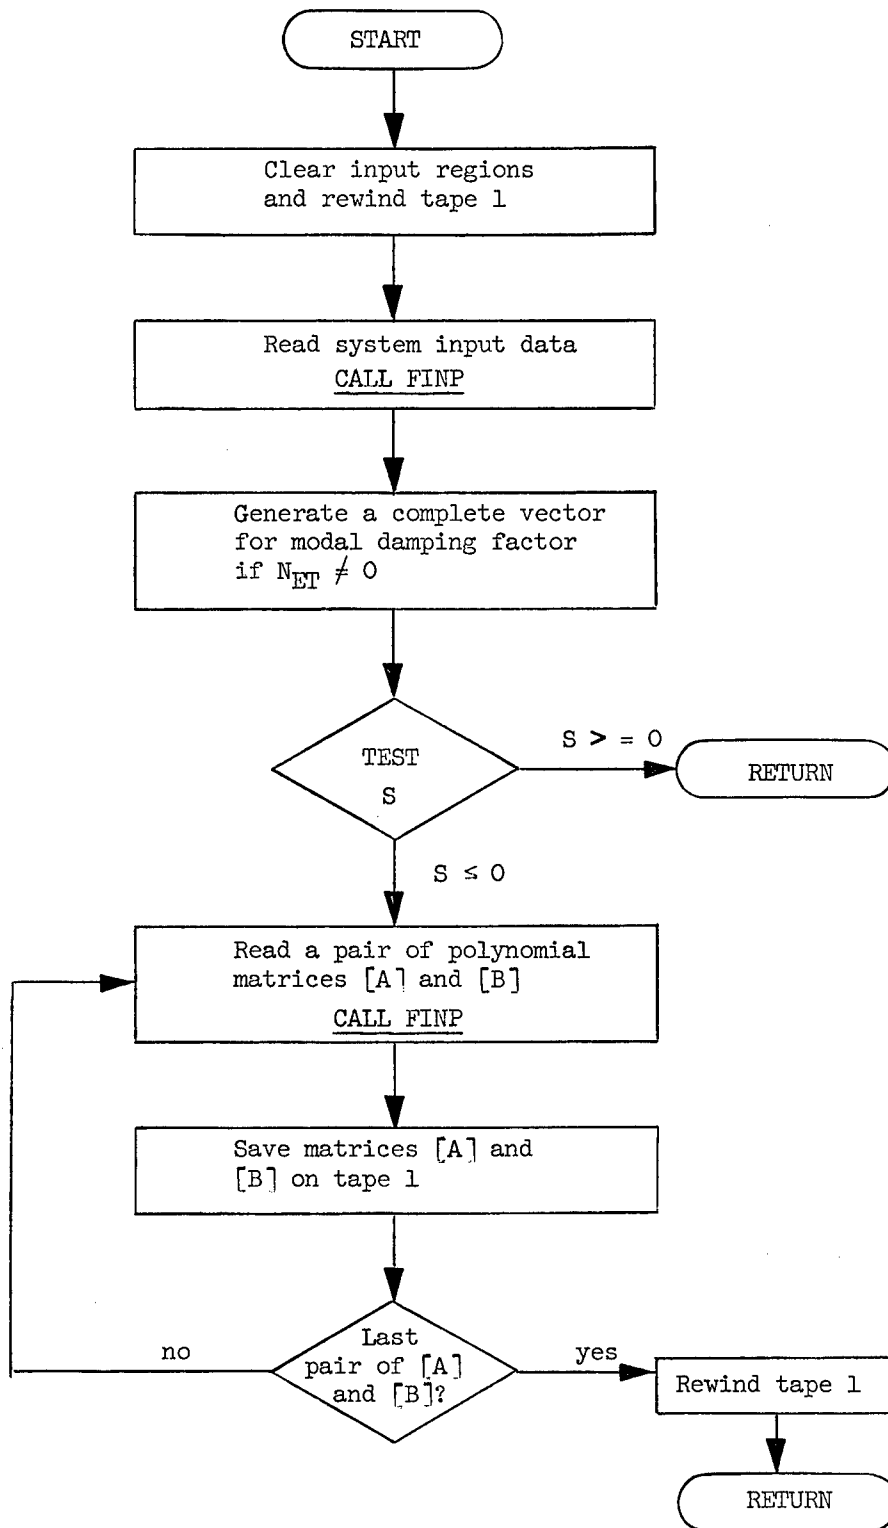 START
Clear input regions
and rewind tape 1
Read system input data
CALL FINP
Generate a complete vector
for modal damping factor
if N_ET ≠ 0
TEST
S
S > = 0
RETURN
S ≤ 0
Read a pair of polynomial
matrices [A] and [B]
CALL FINP
Save matrices [A] and
[B] on tape 1
Last
pair of [A]
and [B]?
no
yes
Rewind tape 1
RETURN